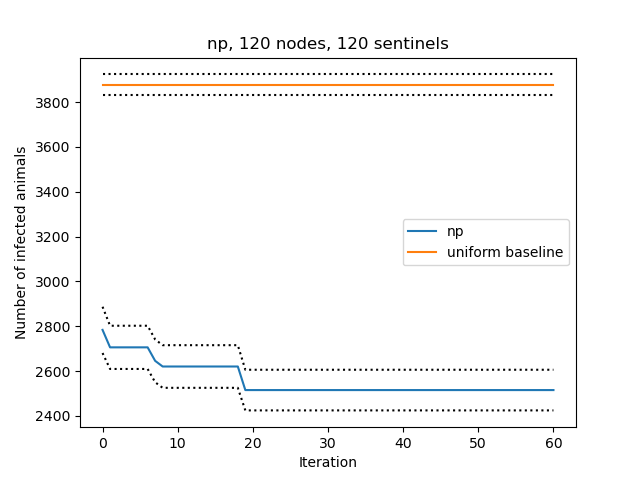 np, 120 nodes, 120 sentinels
Number of infected animals
3800
3600
3400
3200
3000
2800
2600
2400
np
uniform baseline
0 10 20 30 40 50 60
Iteration